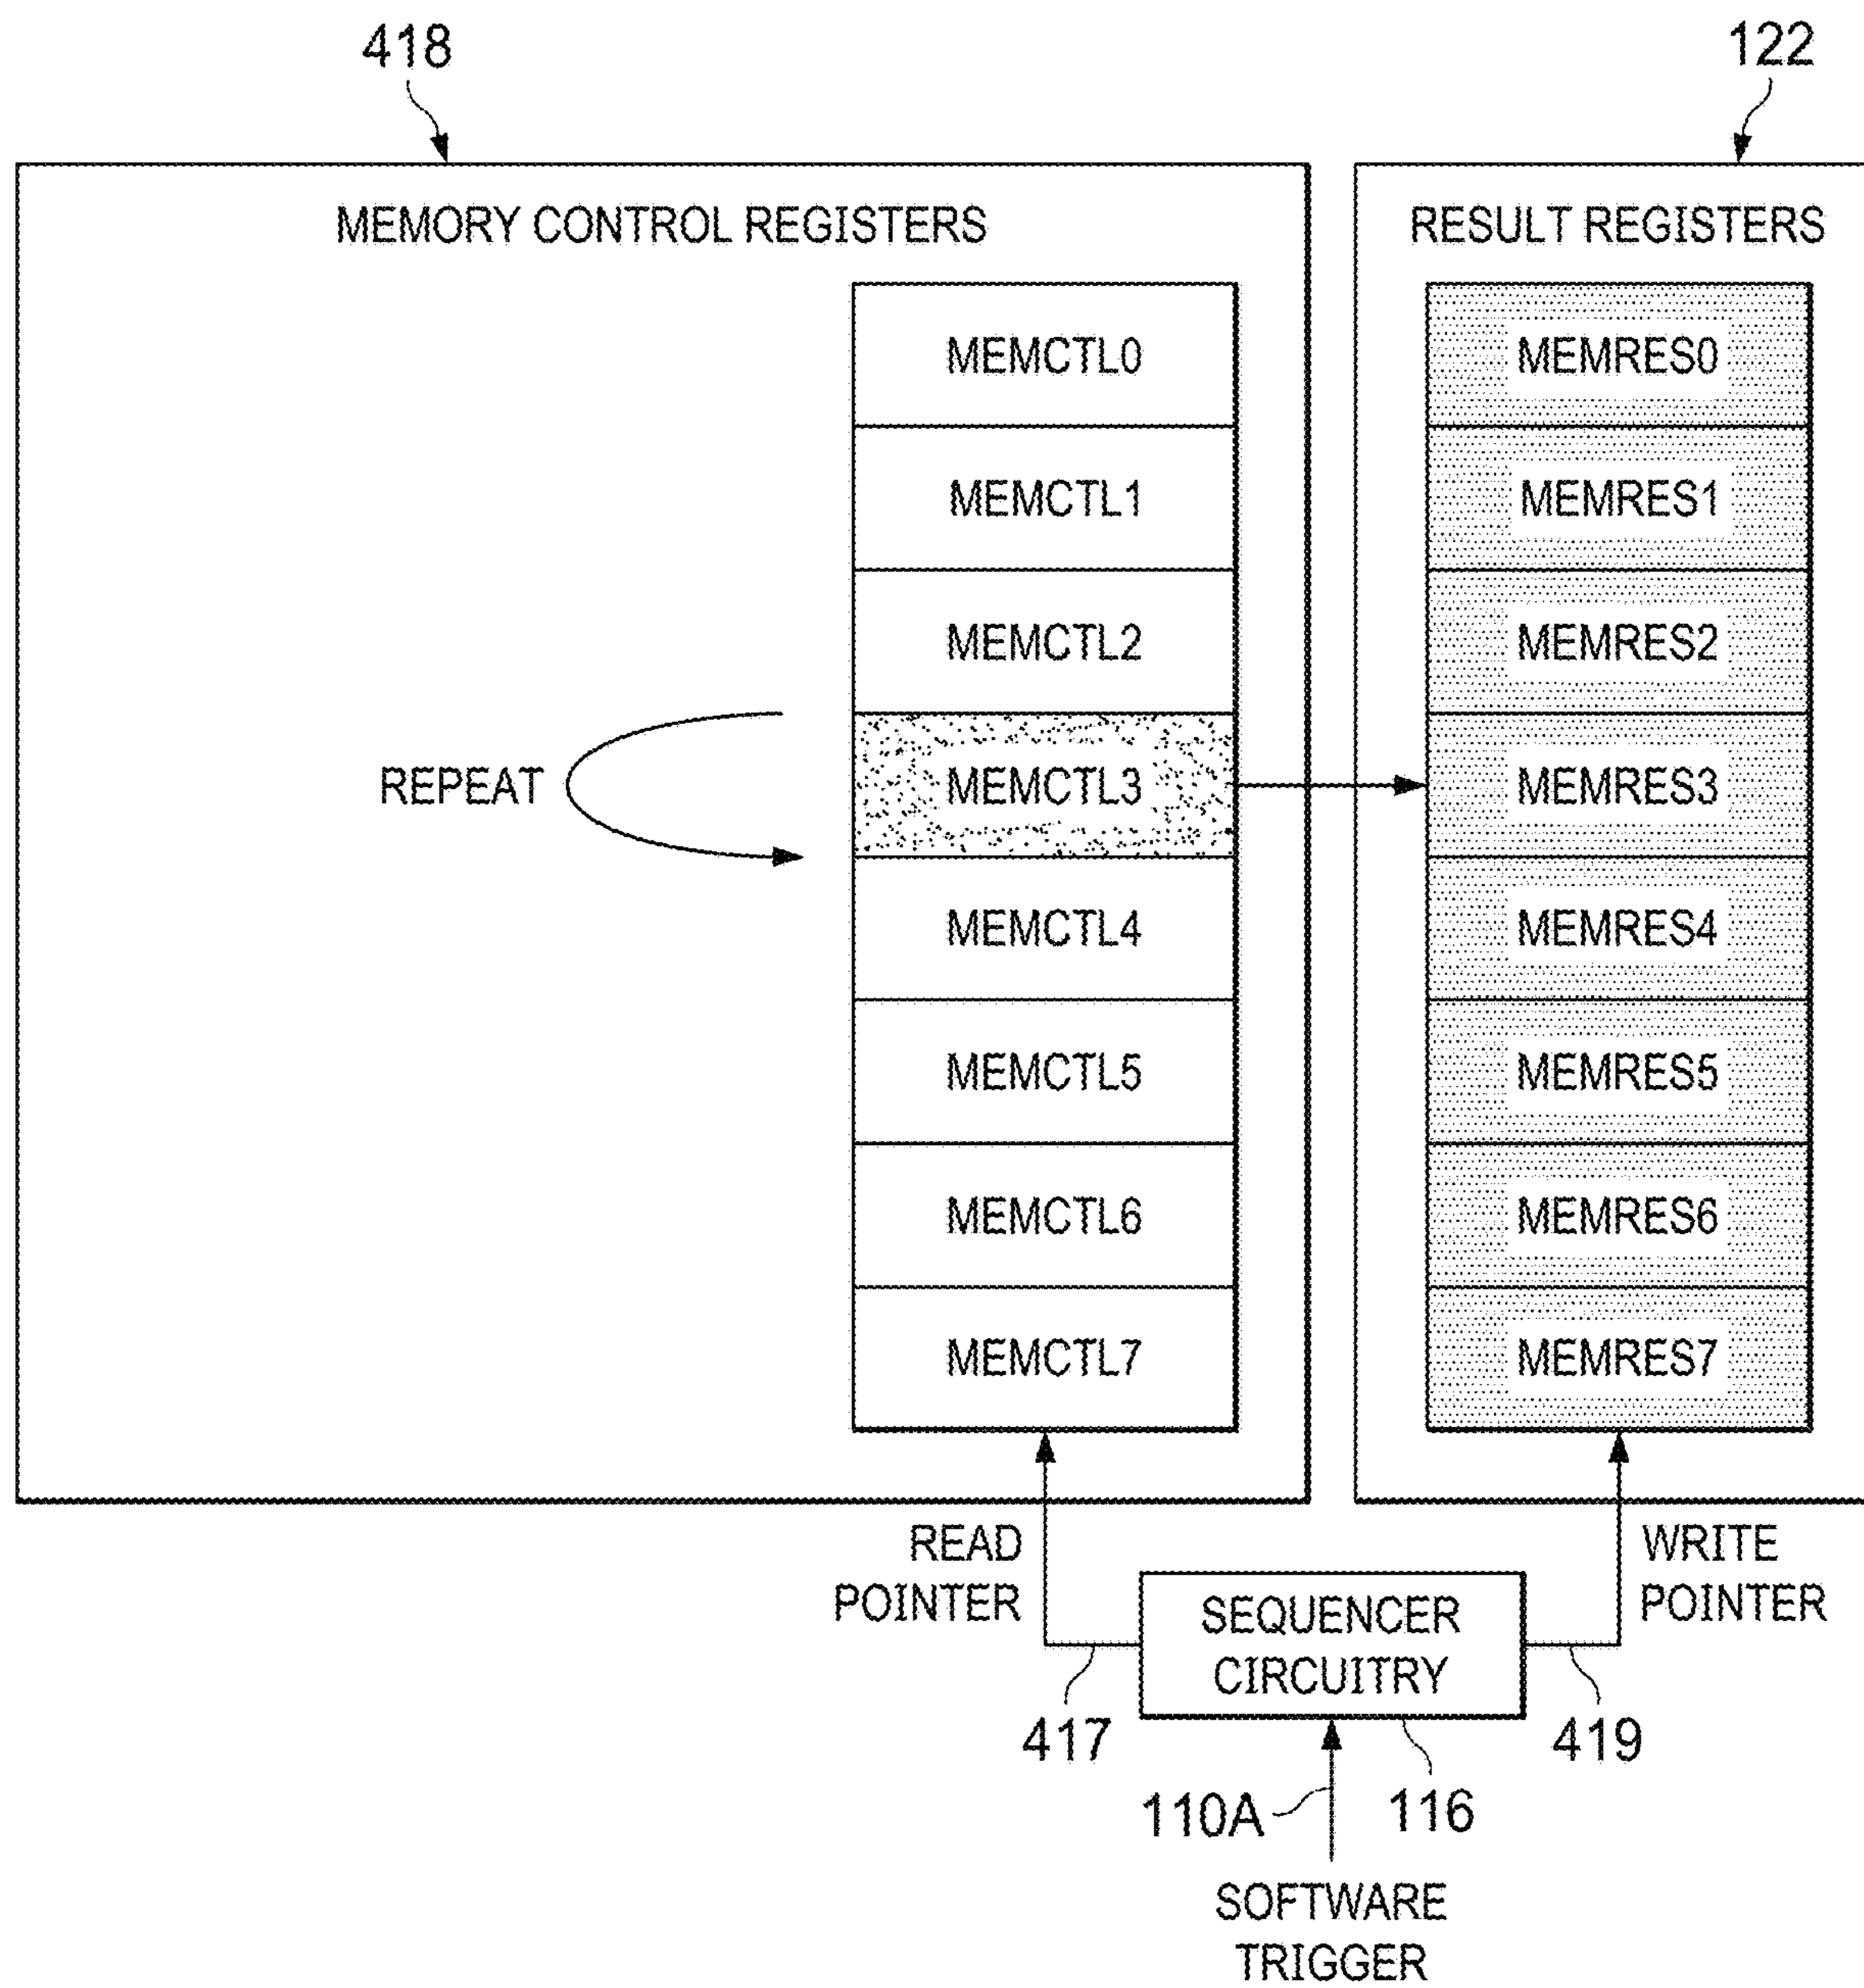 418
122
MEMORY CONTROL REGISTERS
RESULT REGISTERS
MEMCTL0
MEMRES0
MEMCTL1
MEMRES1
MEMCTL2
MEMRES2
REPEAT
MEMCTL3
MEMRES3
MEMCTL4
MEMRES4
MEMCTL5
MEMRES5
MEMCTL6
MEMRES6
MEMCTL7
MEMRES7
READ
POINTER
WRITE
POINTER
SEQUENCER
CIRCUITRY
417
419
110A
116
SOFTWARE
TRIGGER